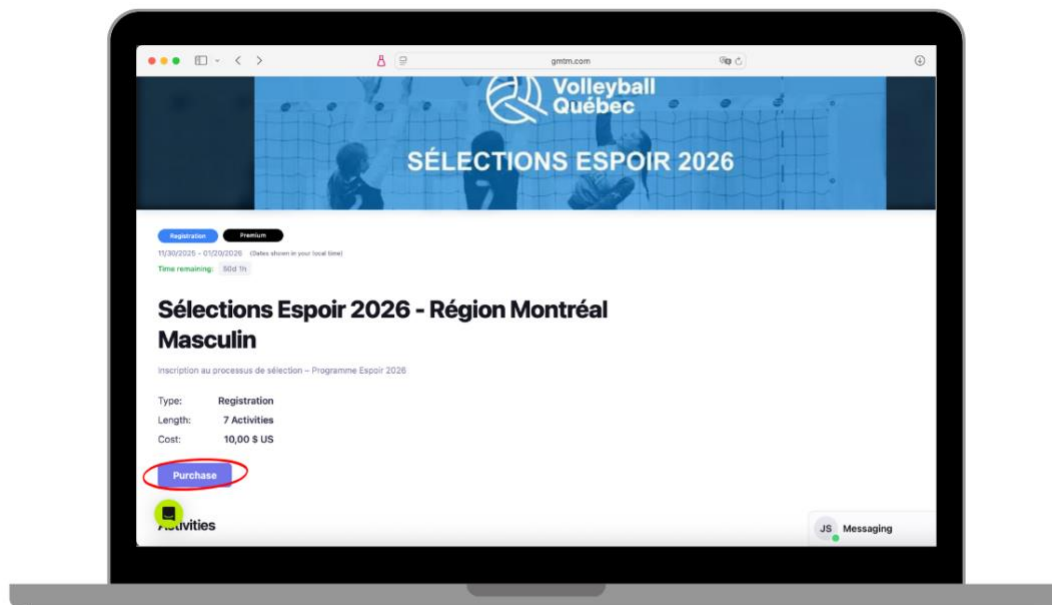 gmtm.com
Volleyball
Québec
SÉLECTIONS ESPOIR 2026
Registration
Premium
11/30/2025 - 01/20/2026 (Dates shown in your local time)
Time remaining: 50d 1h
Sélections Espoir 2026 - Région Montréal
Masculin
Inscription au processus de sélection – Programme Espoir 2026
Type: Registration
Length: 7 Activities
Cost: 10,00 $ US
Purchase
Activities
JS Messaging